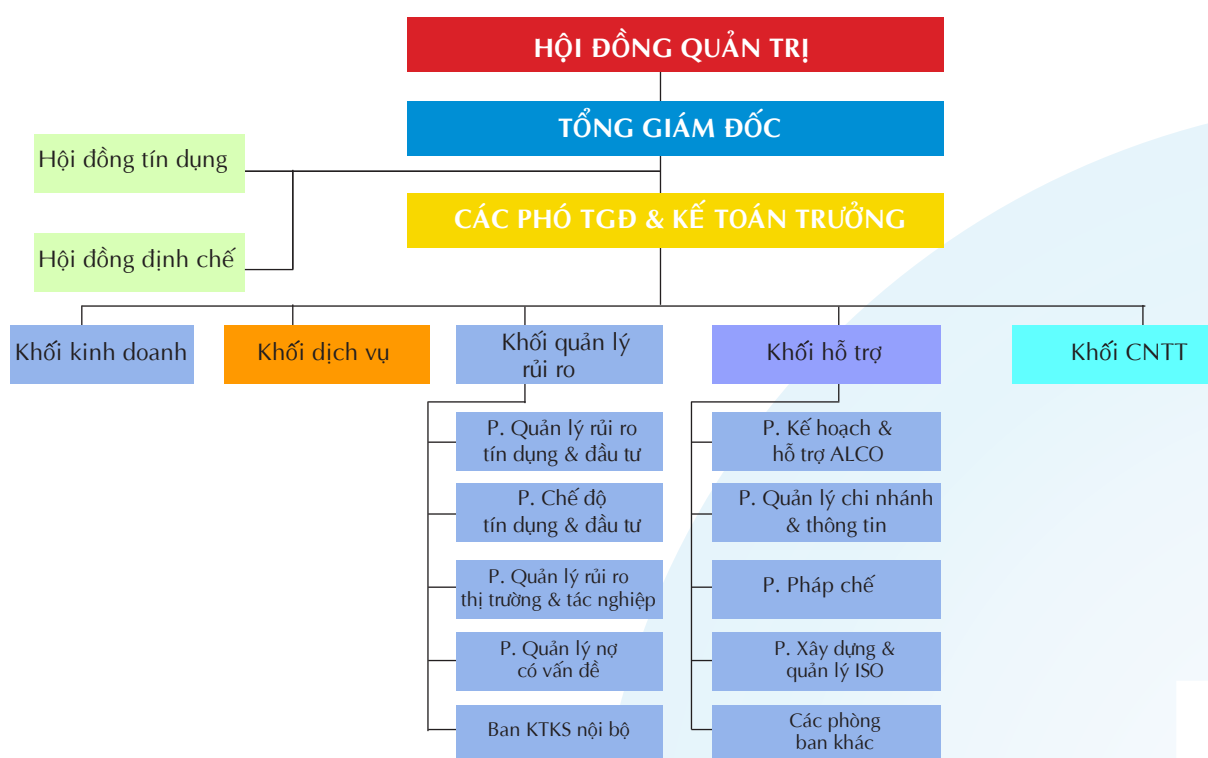 HỘI ĐỒNG QUẢN TRỊ
TỔNG GIÁM ĐỐC
Hội đồng tín dụng
CÁC PHÓ TGĐ & KẾ TOÁN TRƯỞNG
Hội đồng định chế
Khối kinh doanh
Khối dịch vụ
Khối quản lý
rủi ro
Khối hỗ trợ
Khối CNTT
P. Quản lý rủi ro
tín dụng & đầu tư
P. Chế độ
tín dụng & đầu tư
P. Quản lý rủi ro
thị trường & tác nghiệp
P. Quản lý nợ
có vấn đề
Ban KTKS nội bộ
P. Kế hoạch &
hỗ trợ ALCO
P. Quản lý chi nhánh
& thông tin
P. Pháp chế
P. Xây dựng &
quản lý ISO
Các phòng
ban khác